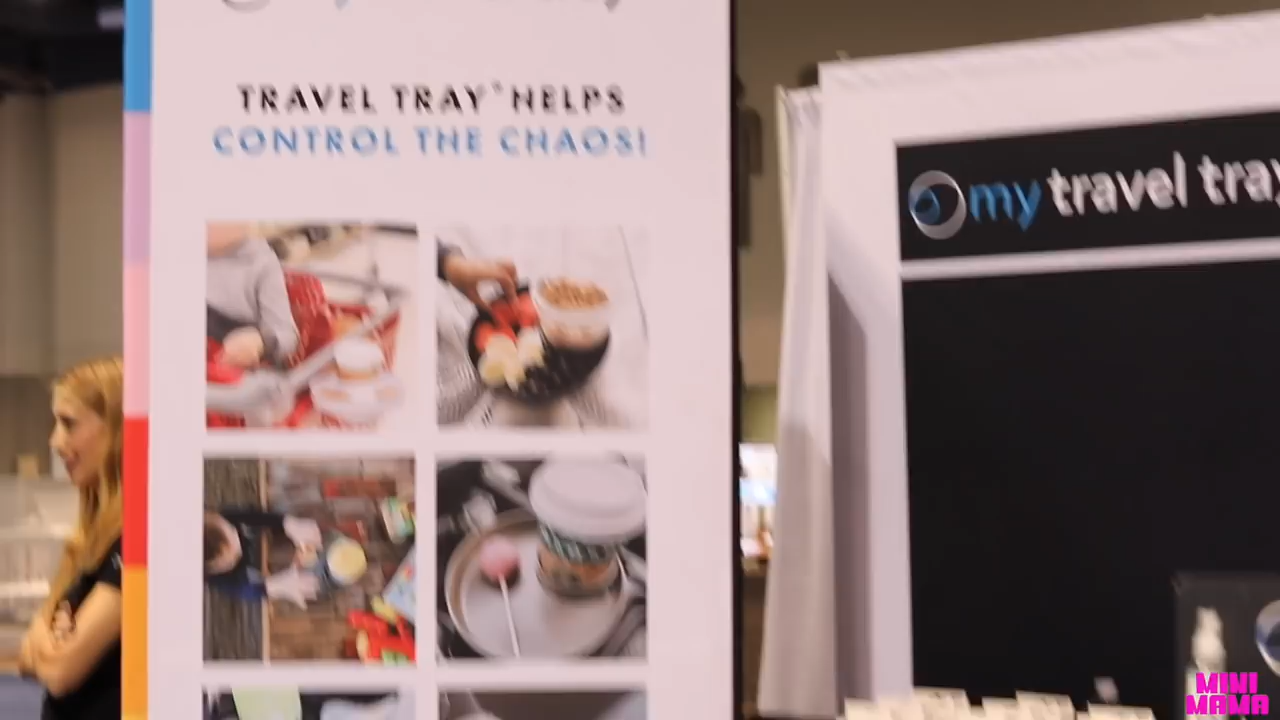 TRAVEL TRAY® HELPS
CONTROL THE CHAOS!
my travel tray
MINI
MAMA